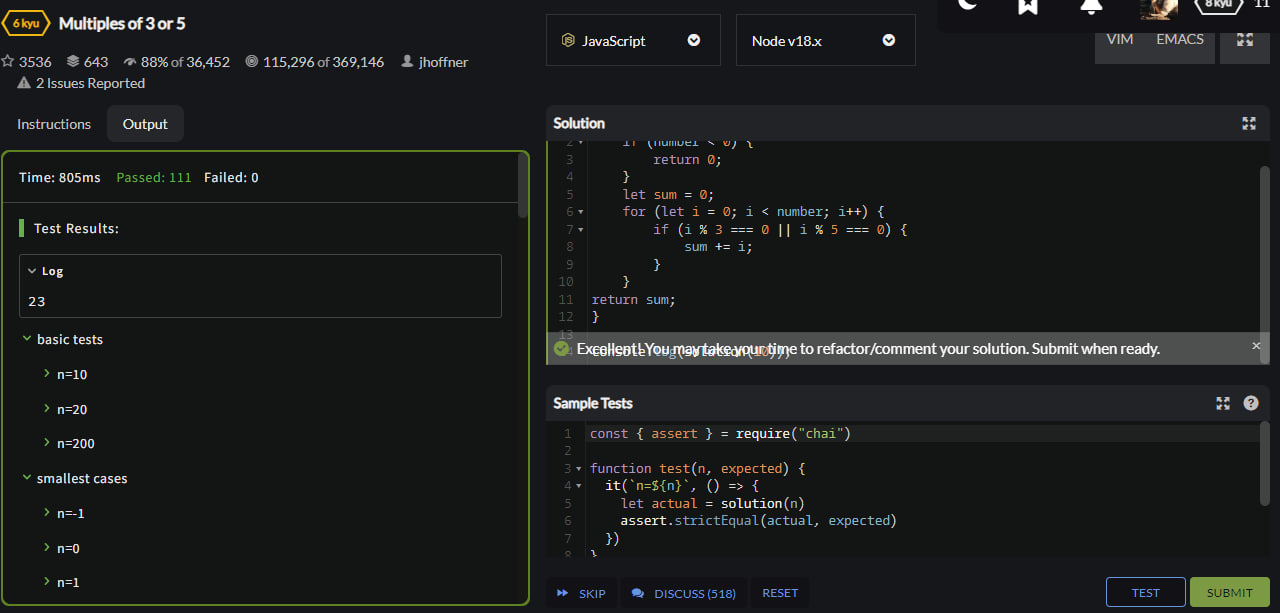 6 kyu Multiples of 3 or 5
3536 643 88% of 36,452 115,296 of 369,146 jhoffner
2 Issues Reported
Instructions Output
Time: 805ms Passed: 111 Failed: 0
Test Results:
Log
23
basic tests
n=10
n=20
n=200
smallest cases
n=-1
n=0
n=1
JavaScript Node v18.x
8 kyu 11
VIM EMACS
Solution
2 if (number < 0) {
3 return 0;
4 }
5 let sum = 0;
6 for (let i = 0; i < number; i++) {
7 if (i % 3 === 0 || i % 5 === 0) {
8 sum += i;
9 }
10 }
11 return sum;
12 }
13
14 console.log(solution(10));
Excellent! You may take your time to refactor/comment your solution. Submit when ready.
Sample Tests
1 const { assert } = require("chai")
2
3 function test(n, expected) {
4 it(`n=${n}`, () => {
5 let actual = solution(n)
6 assert.strictEqual(actual, expected)
7 })
8 }
SKIP DISCUSS (518) RESET TEST SUBMIT